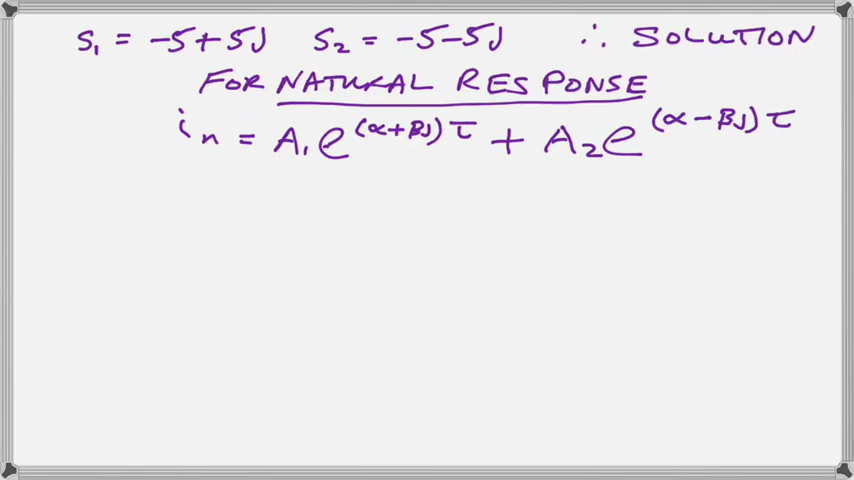 S₁ = -5+5J S₂ = -5-5J ∴ SOLUTION
FOR NATURAL RESPONSE
iₙ = A₁e^(α+βJ)τ + A₂e^(α-βJ)τ